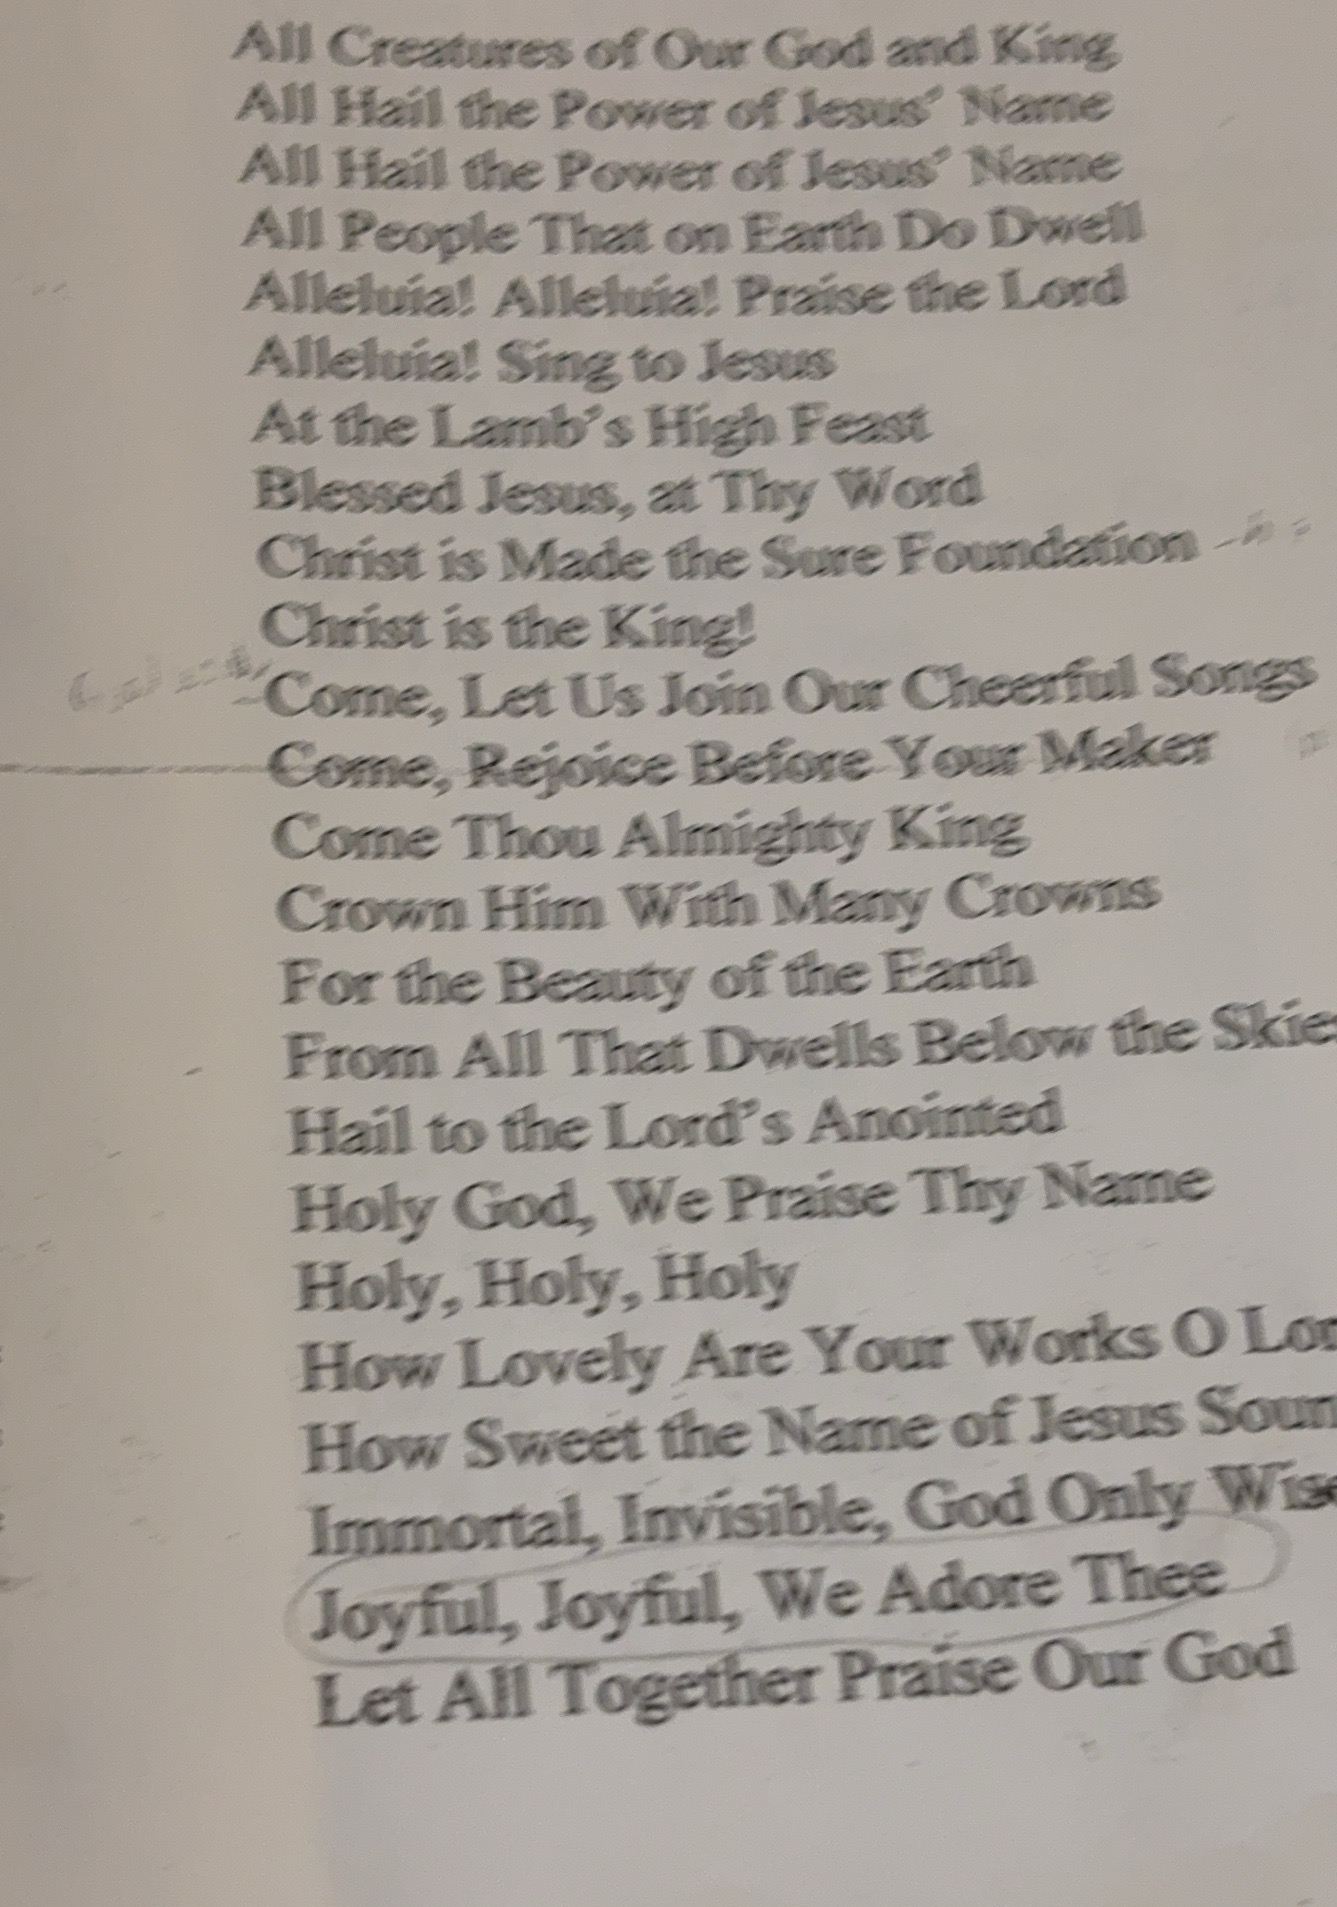 All Creatures of Our God and King
All Hail the Power of Jesus' Name
All Hail the Power of Jesus' Name
All People That on Earth Do Dwell
Alleluia! Alleluia! Praise the Lord
Alleluia! Sing to Jesus
At the Lamb's High Feast
Blessed Jesus, at Thy Word
Christ is Made the Sure Foundation
Christ is the King!
Come, Let Us Join Our Cheerful Songs
Come, Rejoice Before Your Maker
Come Thou Almighty King
Crown Him With Many Crowns
For the Beauty of the Earth
From All That Dwells Below the Skie
Hail to the Lord's Anointed
Holy God, We Praise Thy Name
Holy, Holy, Holy
How Lovely Are Your Works O Lor
How Sweet the Name of Jesus Soun
Immortal, Invisible, God Only Wise
Joyful, Joyful, We Adore Thee
Let All Together Praise Our God